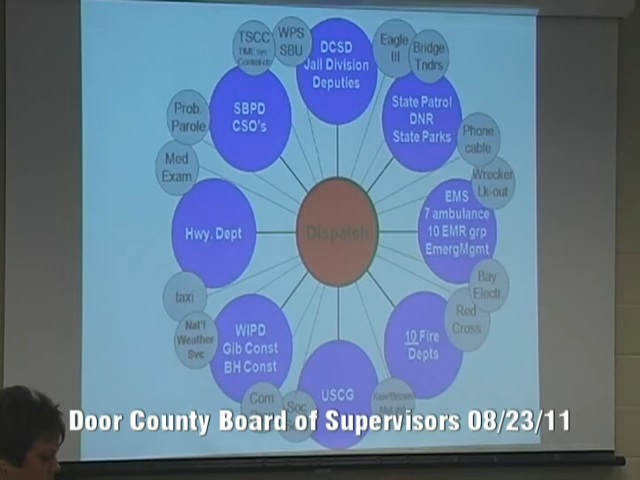 TSCC
TIME sys
Control ctr
WPS
SBU
DCSD
Jail Division
Deputies
Eagle
III
Bridge
Tndrs
SBPD
CSO's
State Patrol
DNR
State Parks
Prob.
Parole
Phone
cable
Med
Exam
Wrecker
Lk-out
Hwy. Dept
Dispatch
EMS
7 ambulance
10 EMR grp
EmergMgmt
taxi
Bay
Electr
Nat'l
Weather
Svc
Red
Cross
WIPD
Gib Const
BH Const
10 Fire
Depts
USCG
Com
Soc
Door County Board of Supervisors 08/23/11